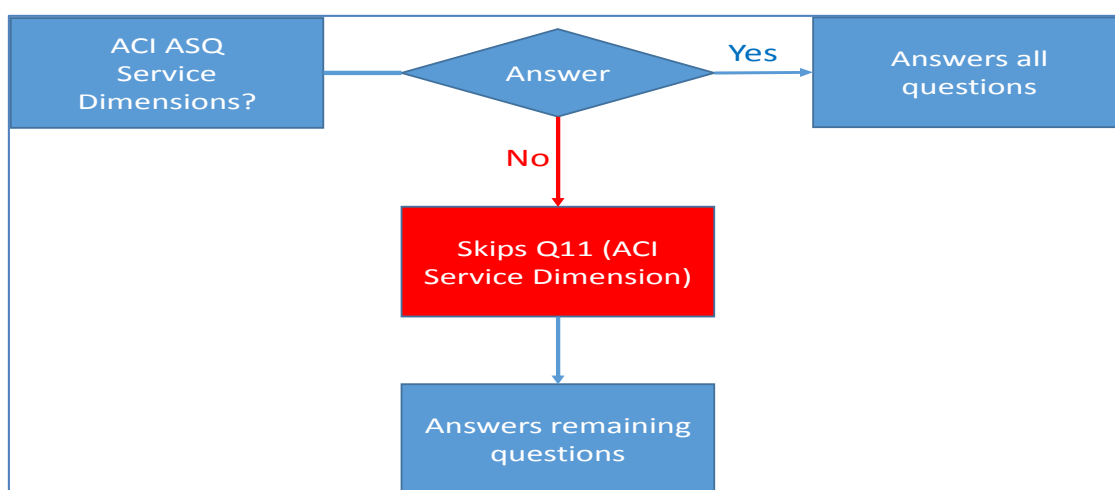 ACI ASQ
Service
Dimensions?
Answer
Yes
Answers all
questions
No
Skips Q11 (ACI
Service Dimension)
Answers remaining
questions